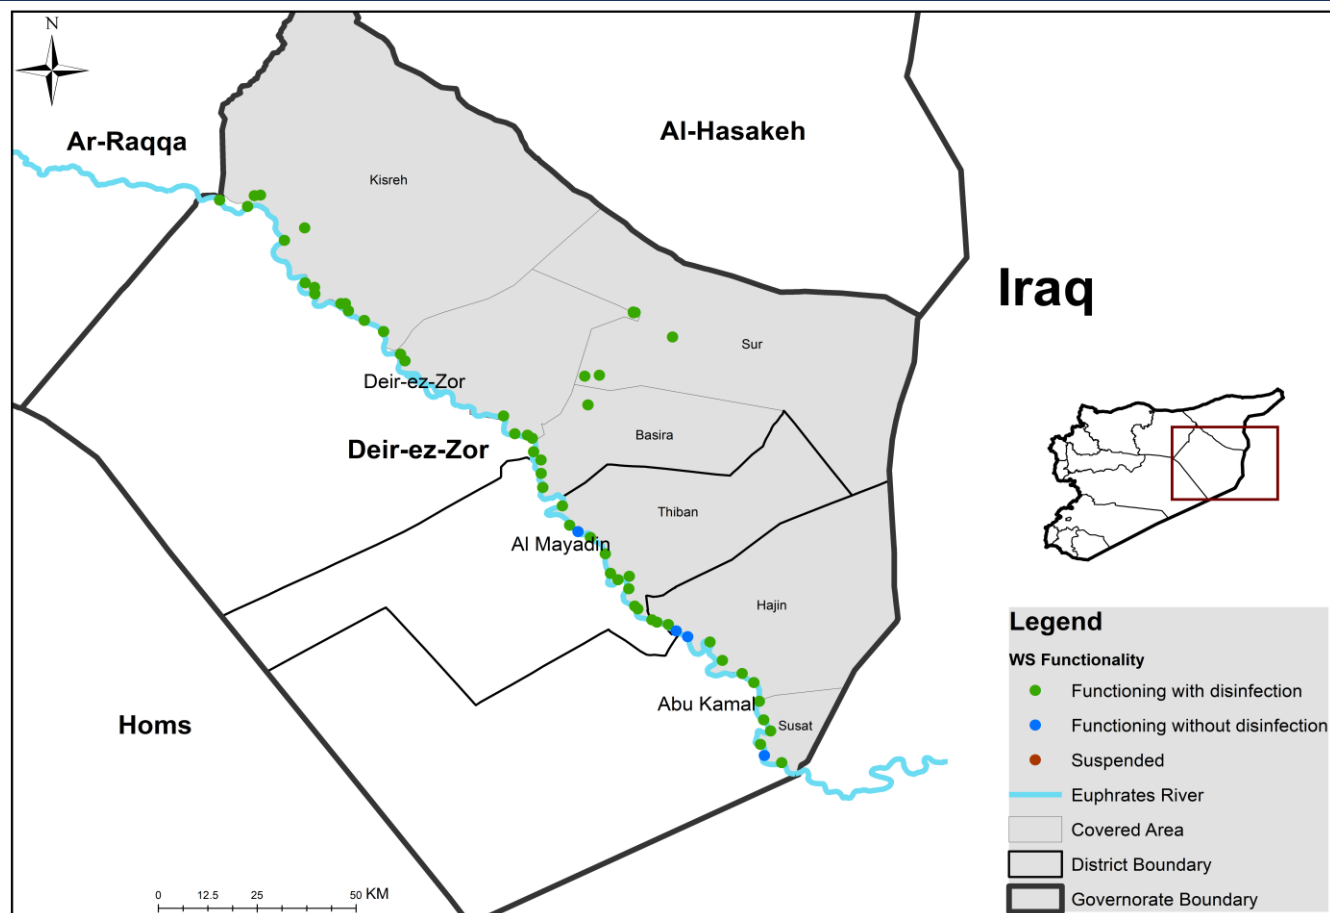 N
Ar-Raqqa
Al-Hasakeh
Kisreh
Iraq
Sur
Deir-ez-Zor
Basira
Deir-ez-Zor
Thiban
Al Mayadin
Hajin
Abu Kamal
Susat
Homs
0 12.5 25 50 KM
Legend
WS Functionality
Functioning with disinfection
Functioning without disinfection
Suspended
Euphrates River
Covered Area
District Boundary
Governorate Boundary